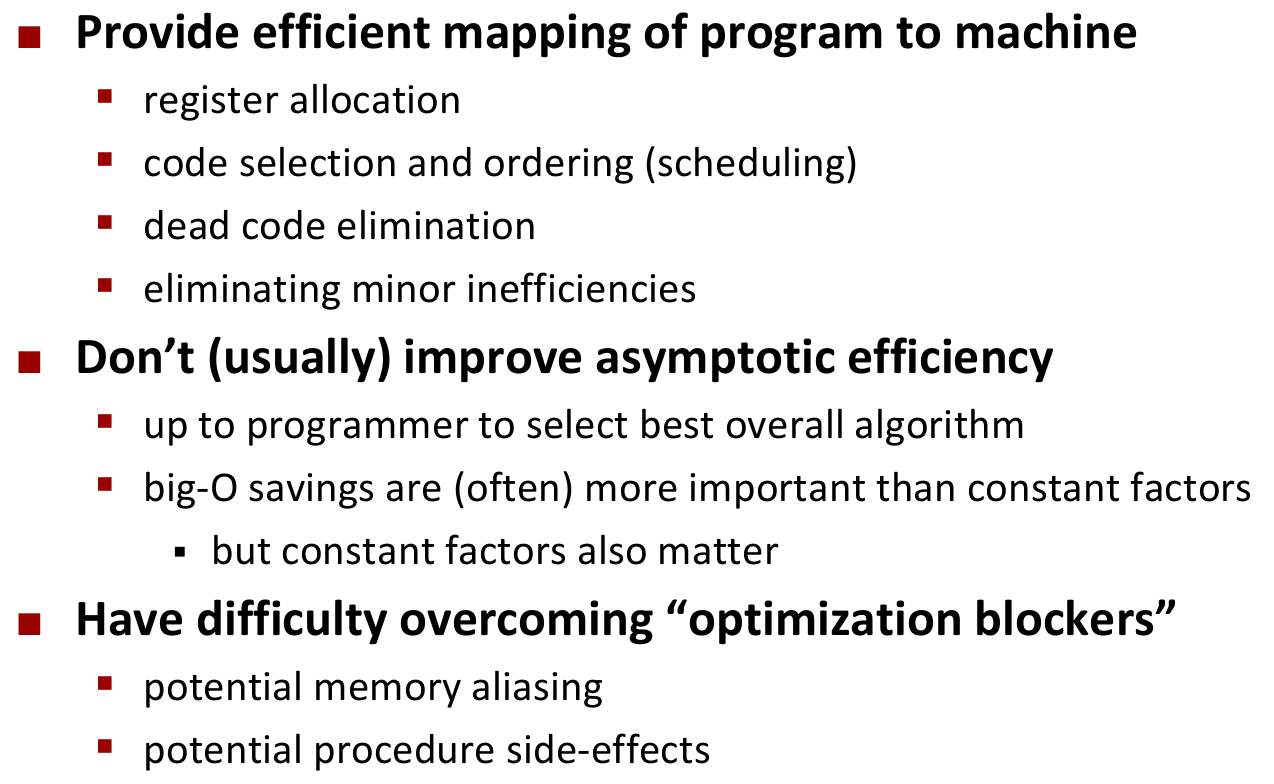 Provide efficient mapping of program to machine
register allocation
code selection and ordering (scheduling)
dead code elimination
eliminating minor inefficiencies
Don’t (usually) improve asymptotic efficiency
up to programmer to select best overall algorithm
big-O savings are (often) more important than constant factors
but constant factors also matter
Have difficulty overcoming “optimization blockers”
potential memory aliasing
potential procedure side-effects